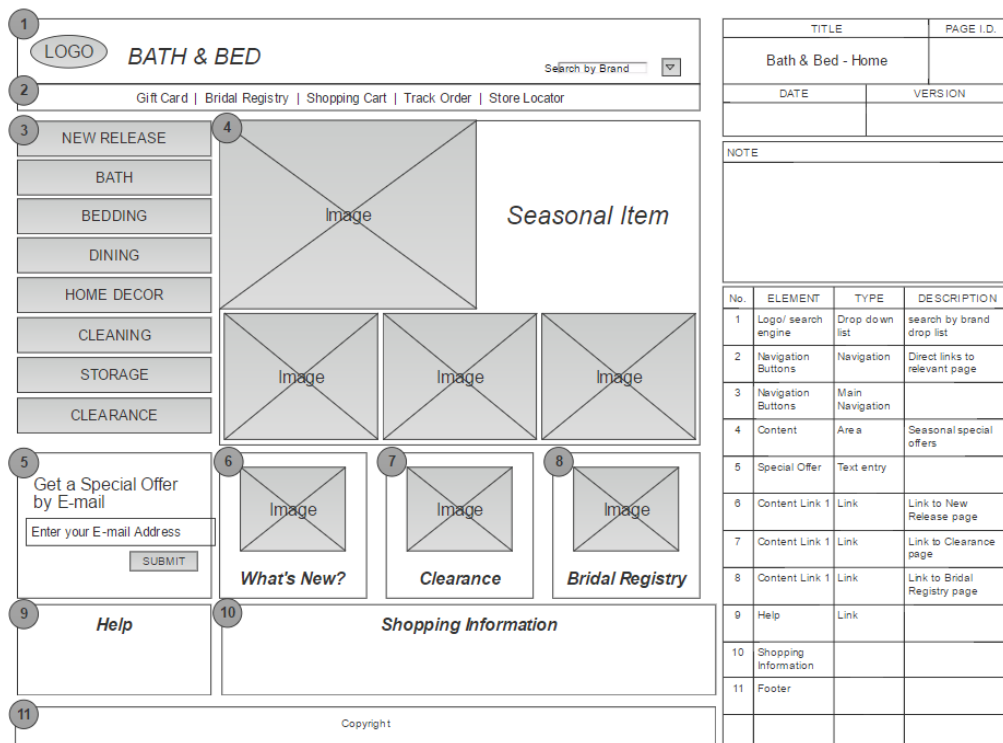 1
LOGO
BATH & BED
Search by Brand
2
Gift Card | Bridal Registry | Shopping Cart | Track Order | Store Locator
3
NEW RELEASE
BATH
BEDDING
DINING
HOME DECOR
CLEANING
STORAGE
CLEARANCE
4
Image
Seasonal Item
Image
Image
Image
5
Get a Special Offer
by E-mail
Enter your E-mail Address
SUBMIT
6
Image
What's New?
7
Image
Clearance
8
Image
Bridal Registry
9
Help
10
Shopping Information
11
Copyright
TITLE PAGE I.D.
Bath & Bed - Home
DATE VERSION
NOTE
No. ELEMENT TYPE DESCRIPTION
1 Logo/ search Drop down search by brand
engine list drop list
2 Navigation Navigation Direct links to
Buttons relevant page
3 Navigation Main
Buttons Navigation
4 Content Area Seasonal special
offers
5 Special Offer Text entry
6 Content Link 1 Link Link to New
Release page
7 Content Link 1 Link Link to Clearance
page
8 Content Link 1 Link Link to Bridal
Registry page
9 Help Link
10 Shopping
Information
11 Footer